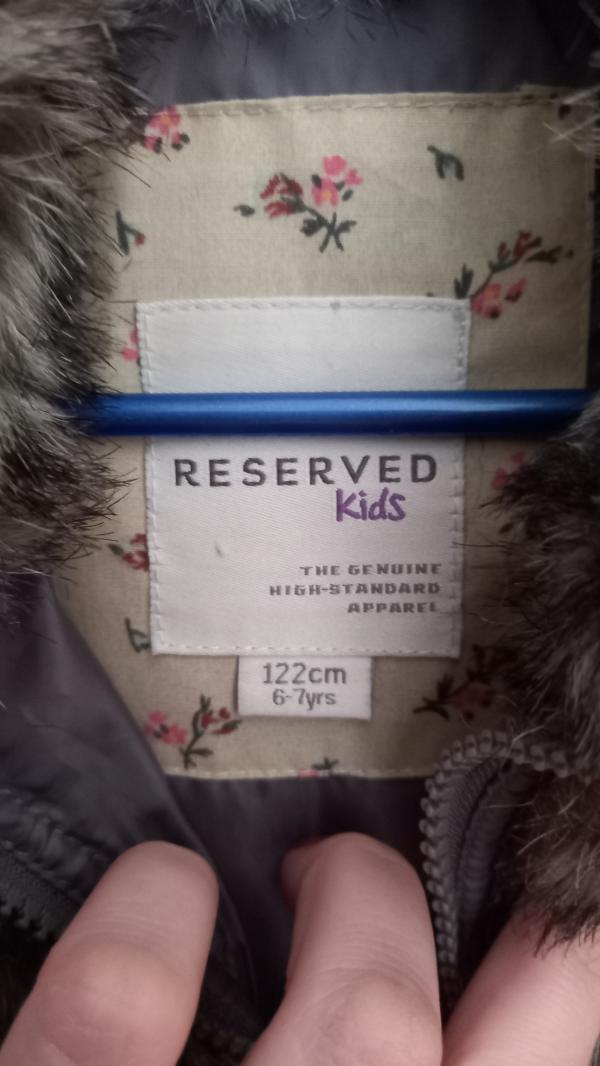 RESERVED
Kids
THE GENUINE
HIGH-STANDARD
APPAREL
122cm
6-7yrs